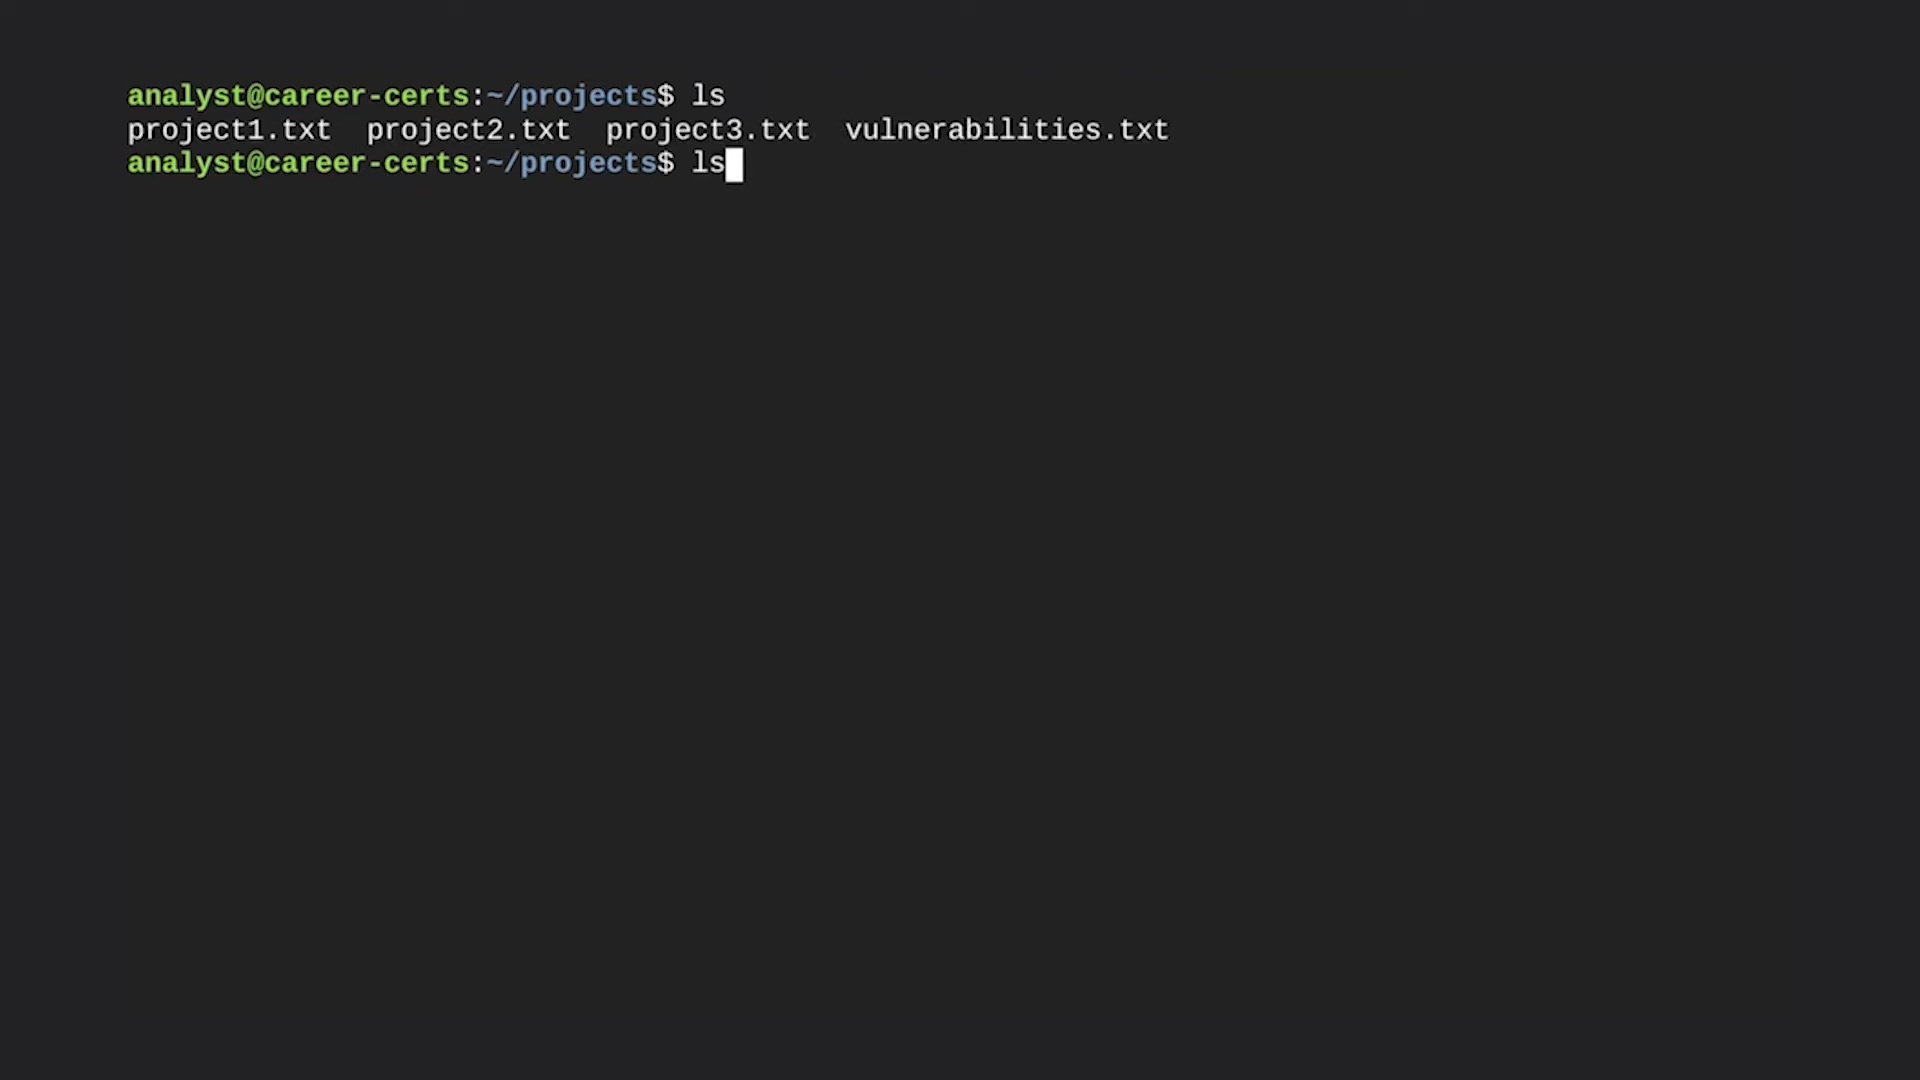 analyst@career-certs:~/projects$ ls
project1.txt  project2.txt  project3.txt  vulnerabilities.txt
analyst@career-certs:~/projects$ ls